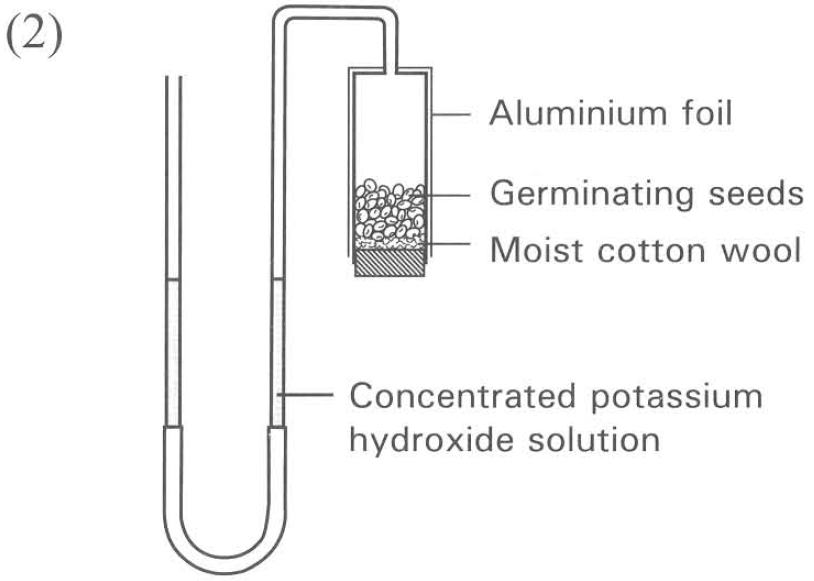 (2)
Aluminium foil
Germinating seeds
Moist cotton wool
Concentrated potassium
hydroxide solution